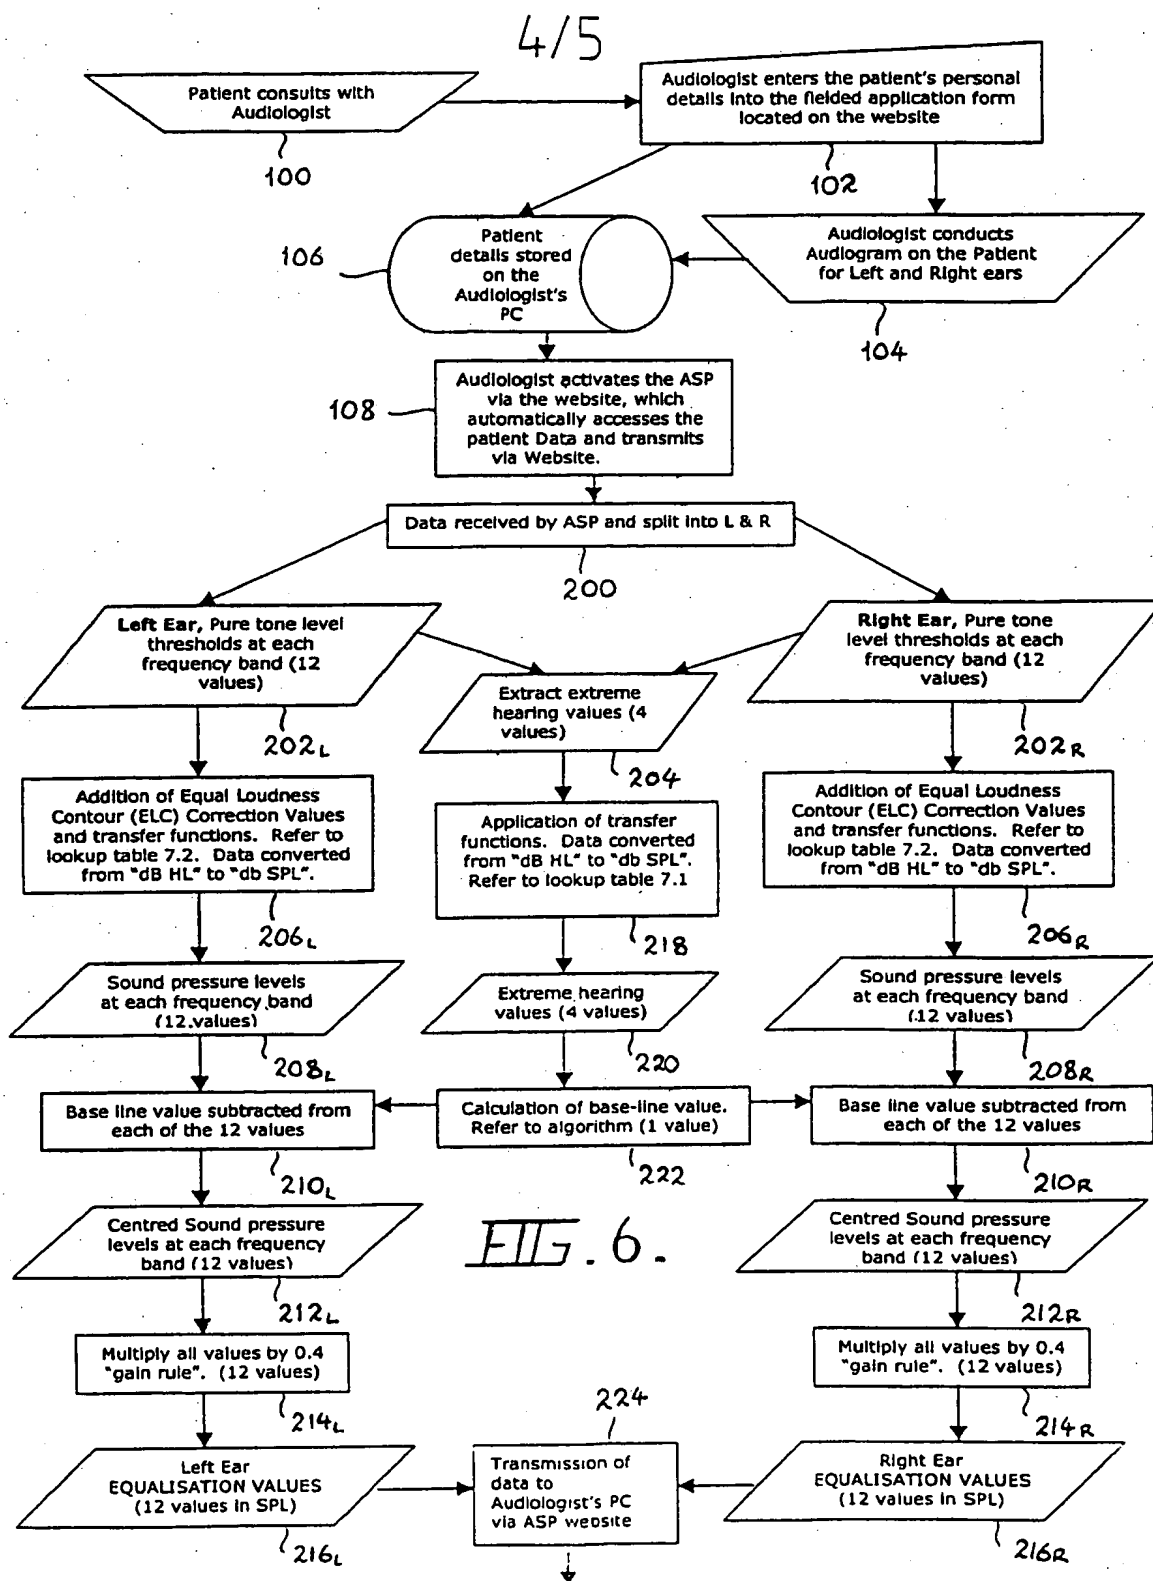 4/5
Patient consults with
Audiologist
100
Audiologist enters the patient's personal
details into the fielded application form
located on the website
102
Patient
details stored
on the
Audiologist's
PC
106
Audiologist conducts
Audiogram on the Patient
for Left and Right ears
104
Audiologist activates the ASP
via the website, which
automatically accesses the
patient Data and transmits
via Website.
108
Data received by ASP and split into L & R
200
Left Ear, Pure tone level
thresholds at each
frequency band (12
values)
202L
Extract extreme
hearing values (4
values)
204
Right Ear, Pure tone
level thresholds at each
frequency band (12
values)
202R
Addition of Equal Loudness
Contour (ELC) Correction Values
and transfer functions. Refer to
lookup table 7.2. Data converted
from "dB HL" to "db SPL".
206L
Application of transfer
functions. Data converted
from "dB HL" to "db SPL".
Refer to lookup table 7.1
218
Addition of Equal Loudness
Contour (ELC) Correction Values
and transfer functions. Refer to
lookup table 7.2. Data converted
from "dB HL" to "db SPL".
206R
Sound pressure levels
at each frequency band
(12 values)
208L
Extreme hearing
values (4 values)
220
Sound pressure levels
at each frequency band
(12 values)
208R
Base line value subtracted from
each of the 12 values
210L
Calculation of base-line value.
Refer to algorithm (1 value)
222
Base line value subtracted from
each of the 12 values
210R
Centred Sound pressure
levels at each frequency
band (12 values)
212L
FIG. 6.
Centred Sound pressure
levels at each frequency
band (12 values)
212R
Multiply all values by 0.4
"gain rule". (12 values)
214L
Multiply all values by 0.4
"gain rule". (12 values)
214R
Left Ear
EQUALISATION VALUES
(12 values in SPL)
216L
224
Transmission of
data to
Audiologist's PC
via ASP website
Right Ear
EQUALISATION VALUES
(12 values in SPL)
216R